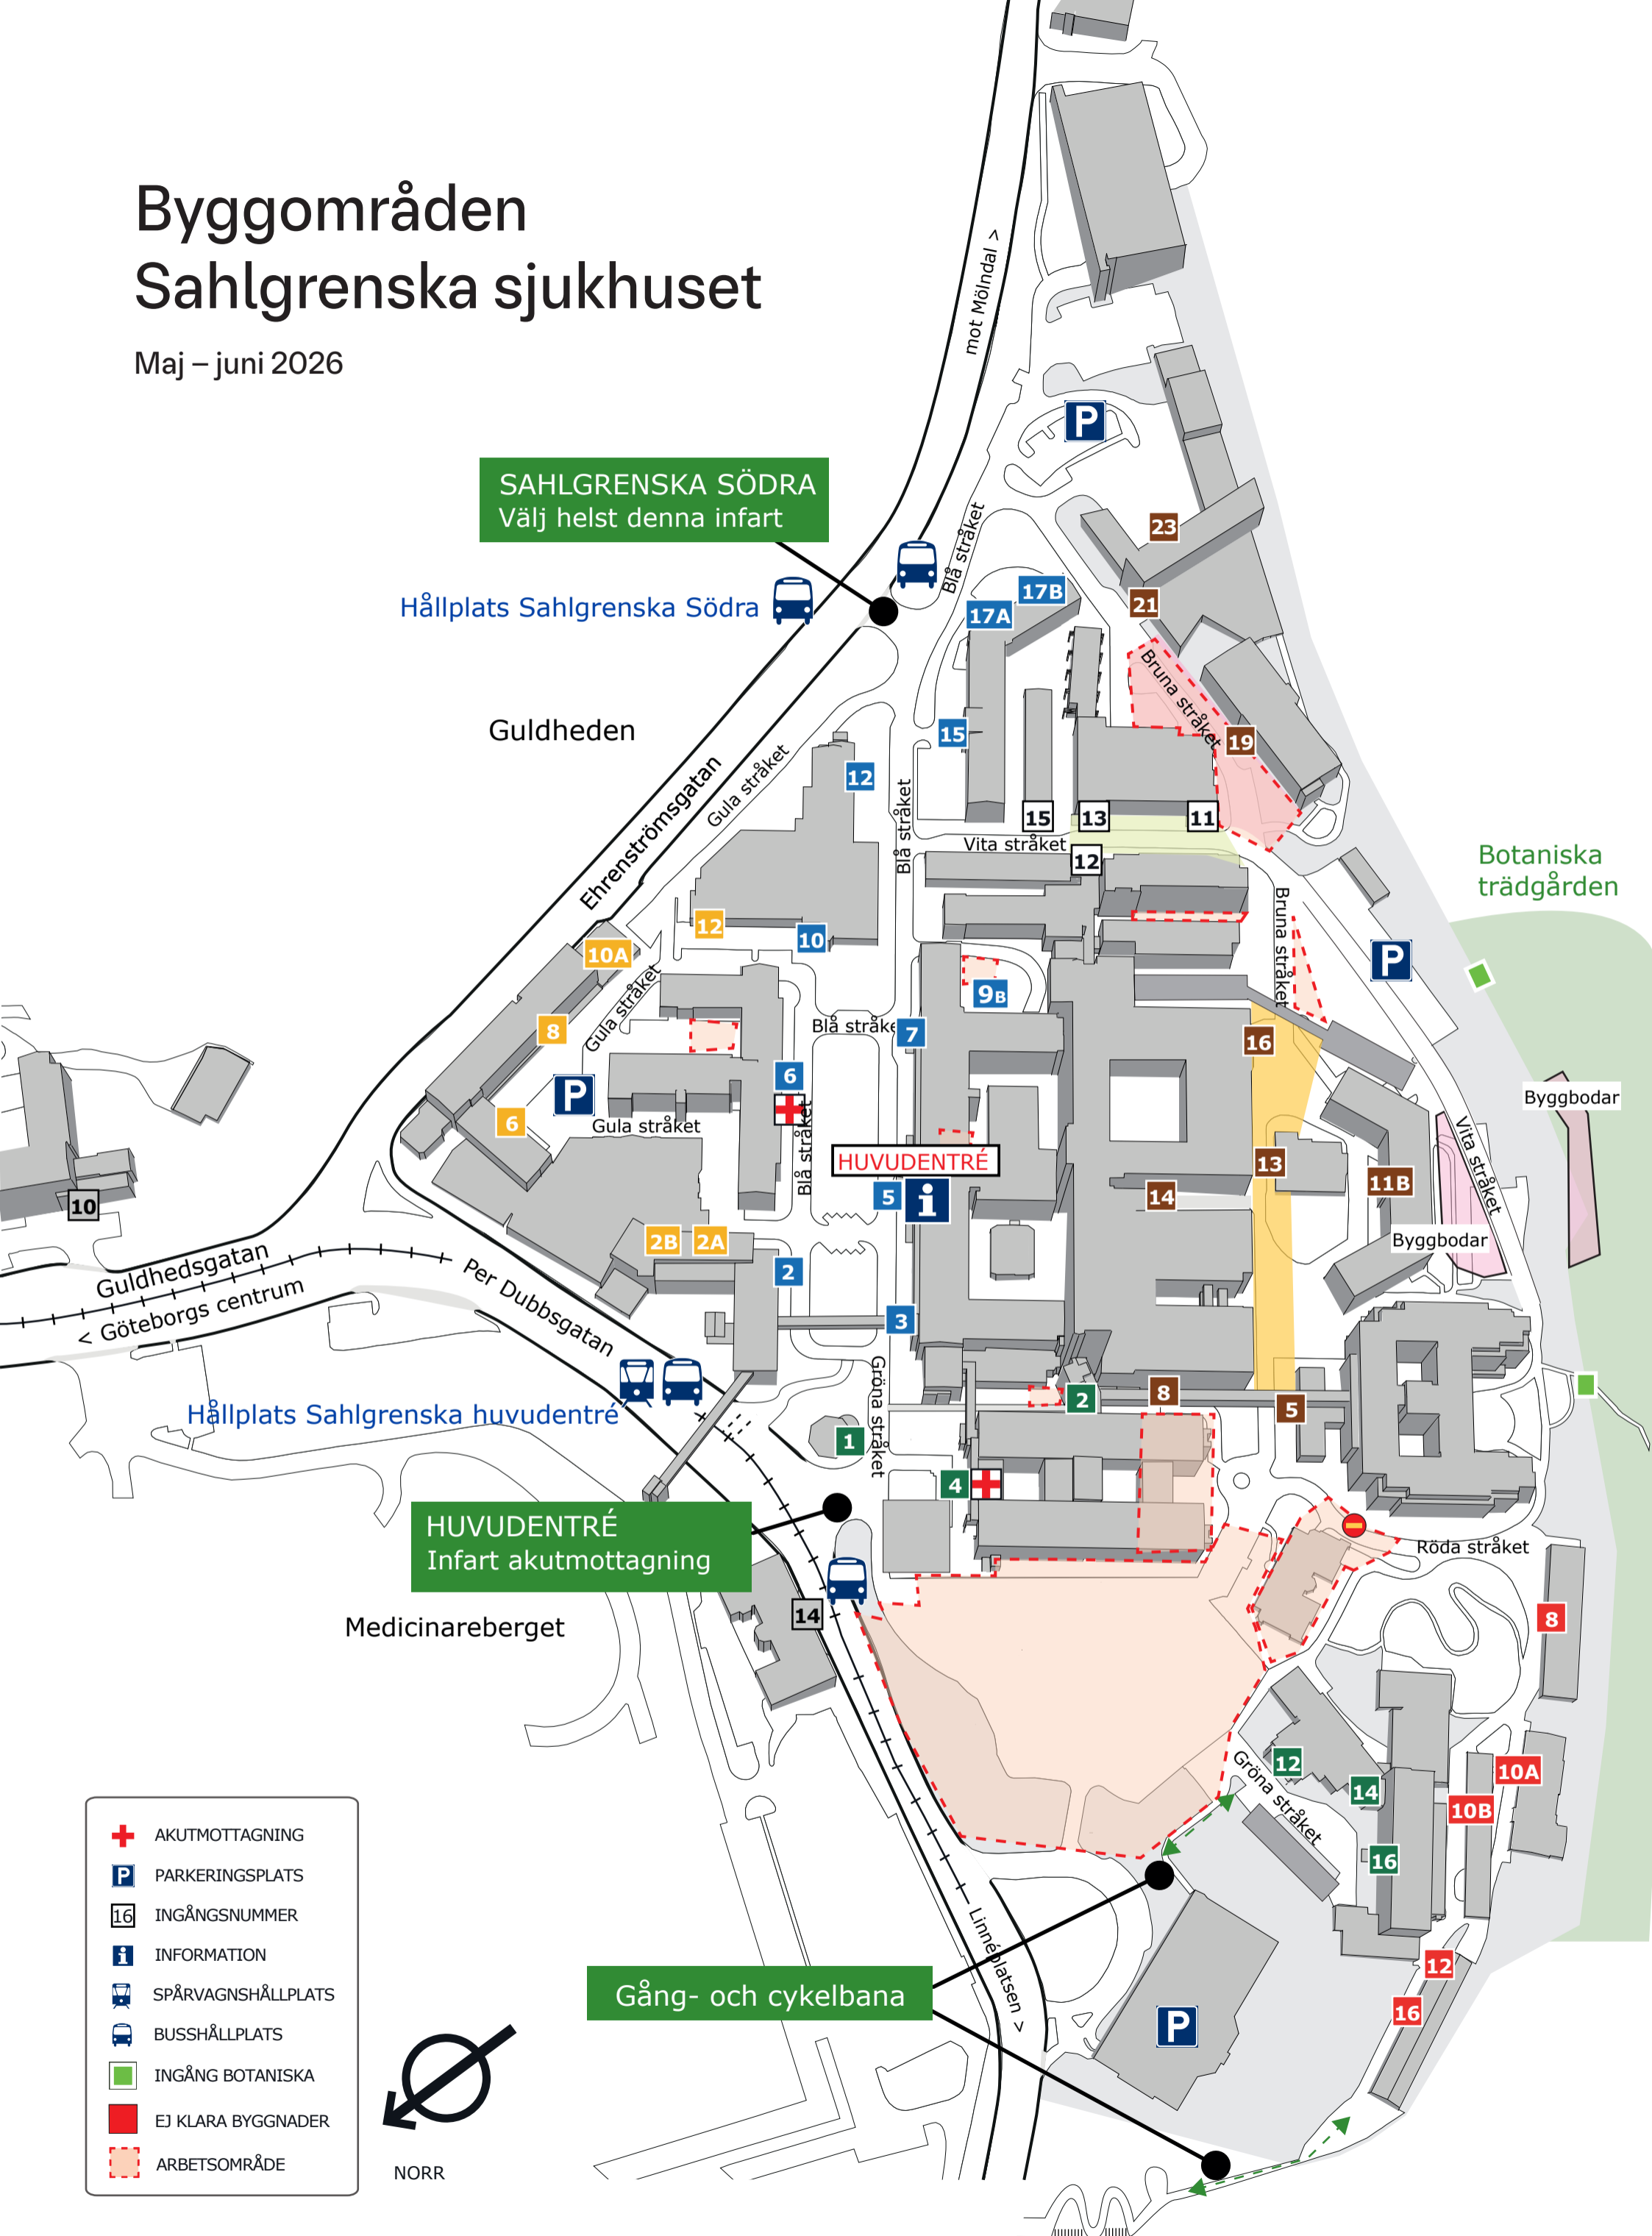 Byggområden
Sahlgrenska sjukhuset
Maj – juni 2026
mot Mölndal >
P
SAHLGRENSKA SÖDRA
Välj helst denna infart
Blå stråket
Hållplats Sahlgrenska Södra
23
17B
21
17A
Bruna stråket
Guldheden
15
19
12
Gula stråket
Ehrenströmsgatan
Blå stråket
15
13
11
Vita stråket
12
Botaniska
trädgården
12
10
10A
Bruna stråket
P
9B
Gula stråket
8
Blå stråke
7
16
6
P
Byggbodar
6
Gula stråket
Blå stråket
Vita stråket
HUVUDENTRÉ
13
11B
14
5
i
10
2B
2A
Byggbodar
2
Guldhedsgatan
< Göteborgs centrum
Per Dubbsgatan
3
Gröna stråket
2
8
5
Hållplats Sahlgrenska huvudentré
1
4
HUVUDENTRÉ
Infart akutmottagning
Röda stråket
14
Medicinareberget
8
12
Gröna stråket
14
10A
10B
16
Linnéplatsen >
12
16
Gång- och cykelbana
P
AKUTMOTTAGNING
P PARKERINGSPLATS
16 INGÅNGSNUMMER
i INFORMATION
SPÅRVAGNSHÅLLPLATS
BUSSHÅLLPLATS
INGÅNG BOTANISKA
EJ KLARA BYGGNADER
ARBETSOMRÅDE
NORR